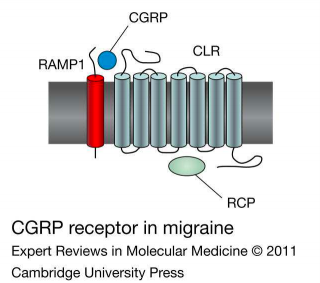 CGRP
RAMP1
CLR
RCP
CGRP receptor in migraine
Expert Reviews in Molecular Medicine © 2011
Cambridge University Press